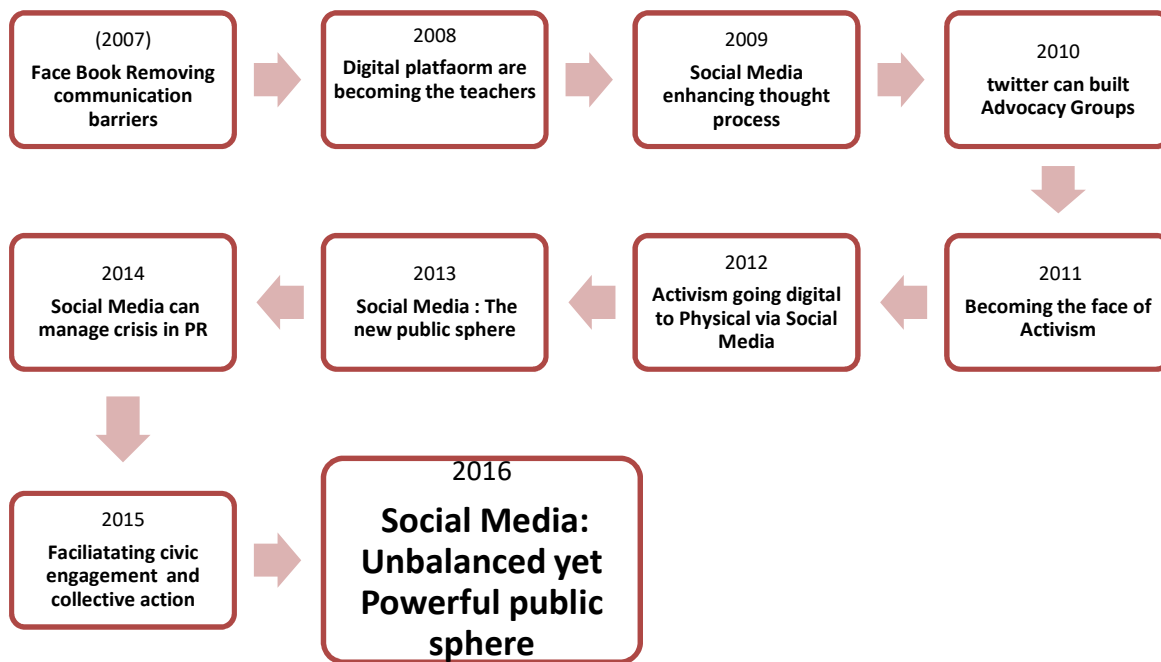 (2007)
Face Book Removing
communication
barriers
2008
Digital platfaorm are
becoming the teachers
2009
Social Media
enhancing thought
process
2010
twitter can built
Advocacy Groups
2011
Becoming the face of
Activism
2012
Activism going digital
to Physical via Social
Media
2013
Social Media : The
new public sphere
2014
Social Media can
manage crisis in PR
2015
Faciliatating civic
engagement and
collective action
2016
Social Media:
Unbalanced yet
Powerful public
sphere